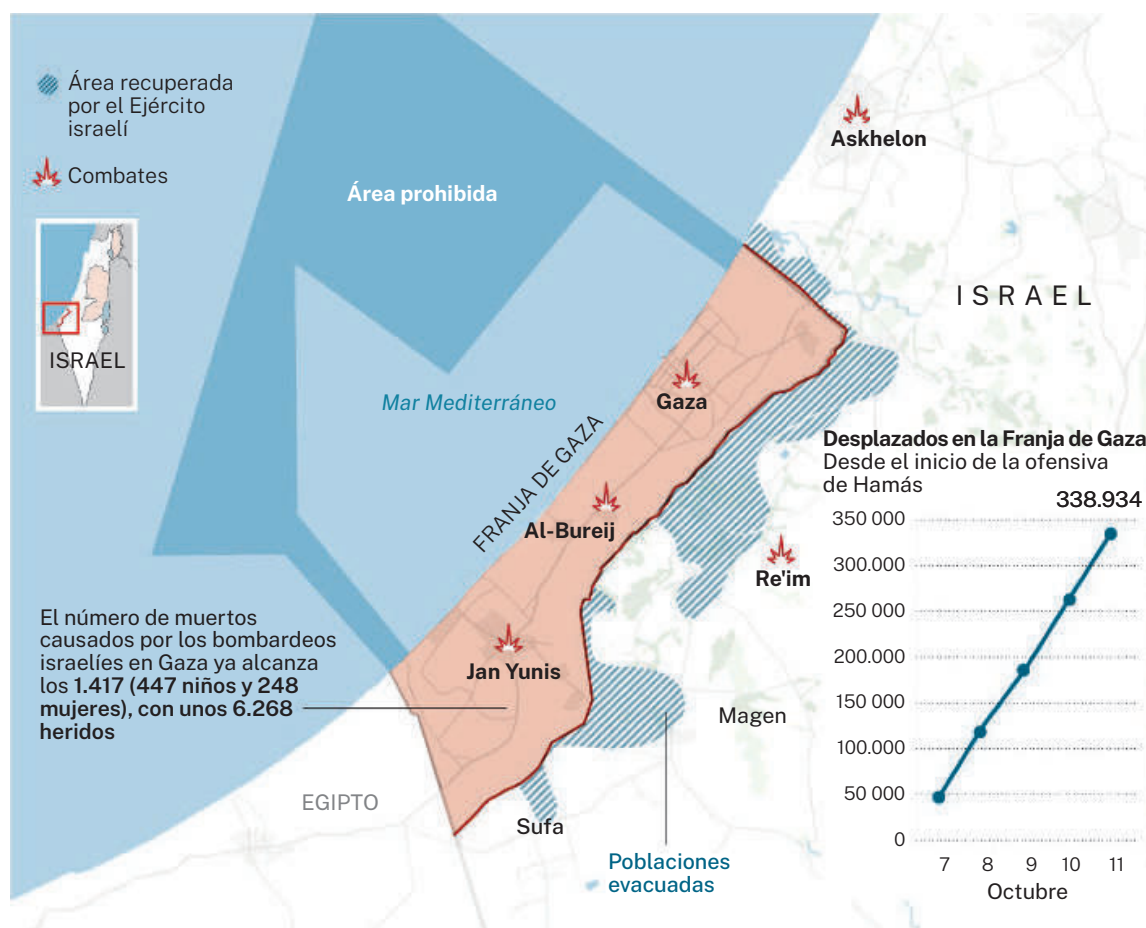 Área recuperada
por el Ejército
israelí
Combates
ISRAEL
Área prohibida
Mar Mediterráneo
FRANJA DE GAZA
Askhelon
ISRAEL
Gaza
Al-Bureij
Re'im
Jan Yunis
Magen
Sufa
EGIPTO
Poblaciones
evacuadas
El número de muertos
causados por los bombardeos
israelíes en Gaza ya alcanza
los 1.417 (447 niños y 248
mujeres), con unos 6.268
heridos
Desplazados en la Franja de Gaza
Desde el inicio de la ofensiva
de Hamás
338.934
350 000
300.000
250 000
200.000
150 000
100.000
50 000
0
7 8 9 10 11
Octubre